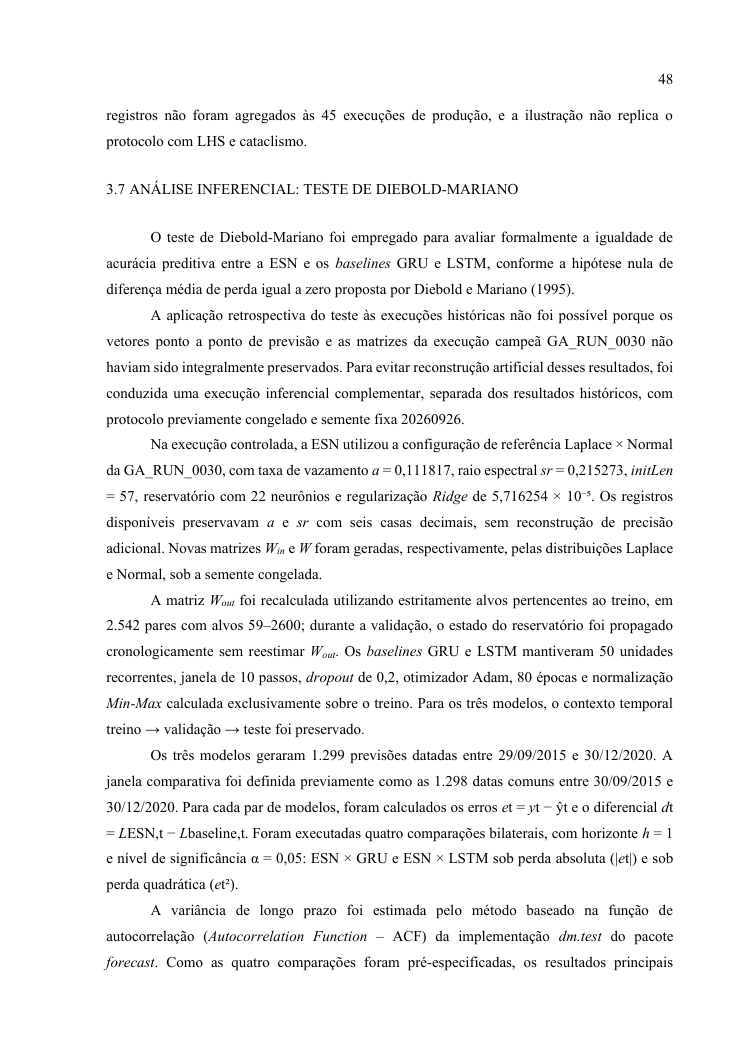 48
registros não foram agregados às 45 execuções de produção, e a ilustração não replica o
protocolo com LHS e cataclismo.
3.7 ANÁLISE INFERENCIAL: TESTE DE DIEBOLD-MARIANO
O teste de Diebold-Mariano foi empregado para avaliar formalmente a igualdade de
acurácia preditiva entre a ESN e os baselines GRU e LSTM, conforme a hipótese nula de
diferença média de perda igual a zero proposta por Diebold e Mariano (1995).
A aplicação retrospectiva do teste às execuções históricas não foi possível porque os
vetores ponto a ponto de previsão e as matrizes da execução campeã GA_RUN_0030 não
haviam sido integralmente preservados. Para evitar reconstrução artificial desses resultados, foi
conduzida uma execução inferencial complementar, separada dos resultados históricos, com
protocolo previamente congelado e semente fixa 20260926.
Na execução controlada, a ESN utilizou a configuração de referência Laplace × Normal
da GA_RUN_0030, com taxa de vazamento a = 0,111817, raio espectral sr = 0,215273, initLen
= 57, reservatório com 22 neurônios e regularização Ridge de 5,716254 × 10⁻⁵. Os registros
disponíveis preservavam a e sr com seis casas decimais, sem reconstrução de precisão
adicional. Novas matrizes Win e W foram geradas, respectivamente, pelas distribuições Laplace
e Normal, sob a semente congelada.
A matriz Wout foi recalculada utilizando estritamente alvos pertencentes ao treino, em
2.542 pares com alvos 59–2600; durante a validação, o estado do reservatório foi propagado
cronologicamente sem reestimar Wout. Os baselines GRU e LSTM mantiveram 50 unidades
recorrentes, janela de 10 passos, dropout de 0,2, otimizador Adam, 80 épocas e normalização
Min-Max calculada exclusivamente sobre o treino. Para os três modelos, o contexto temporal
treino → validação → teste foi preservado.
Os três modelos geraram 1.299 previsões datadas entre 29/09/2015 e 30/12/2020. A
janela comparativa foi definida previamente como as 1.298 datas comuns entre 30/09/2015 e
30/12/2020. Para cada par de modelos, foram calculados os erros et = yt − ŷt e o diferencial dt
= LESN,t − Lbaseline,t. Foram executadas quatro comparações bilaterais, com horizonte h = 1
e nível de significância α = 0,05: ESN × GRU e ESN × LSTM sob perda absoluta (|et|) e sob
perda quadrática (et²).
A variância de longo prazo foi estimada pelo método baseado na função de
autocorrelação (Autocorrelation Function – ACF) da implementação dm.test do pacote
forecast. Como as quatro comparações foram pré-especificadas, os resultados principais